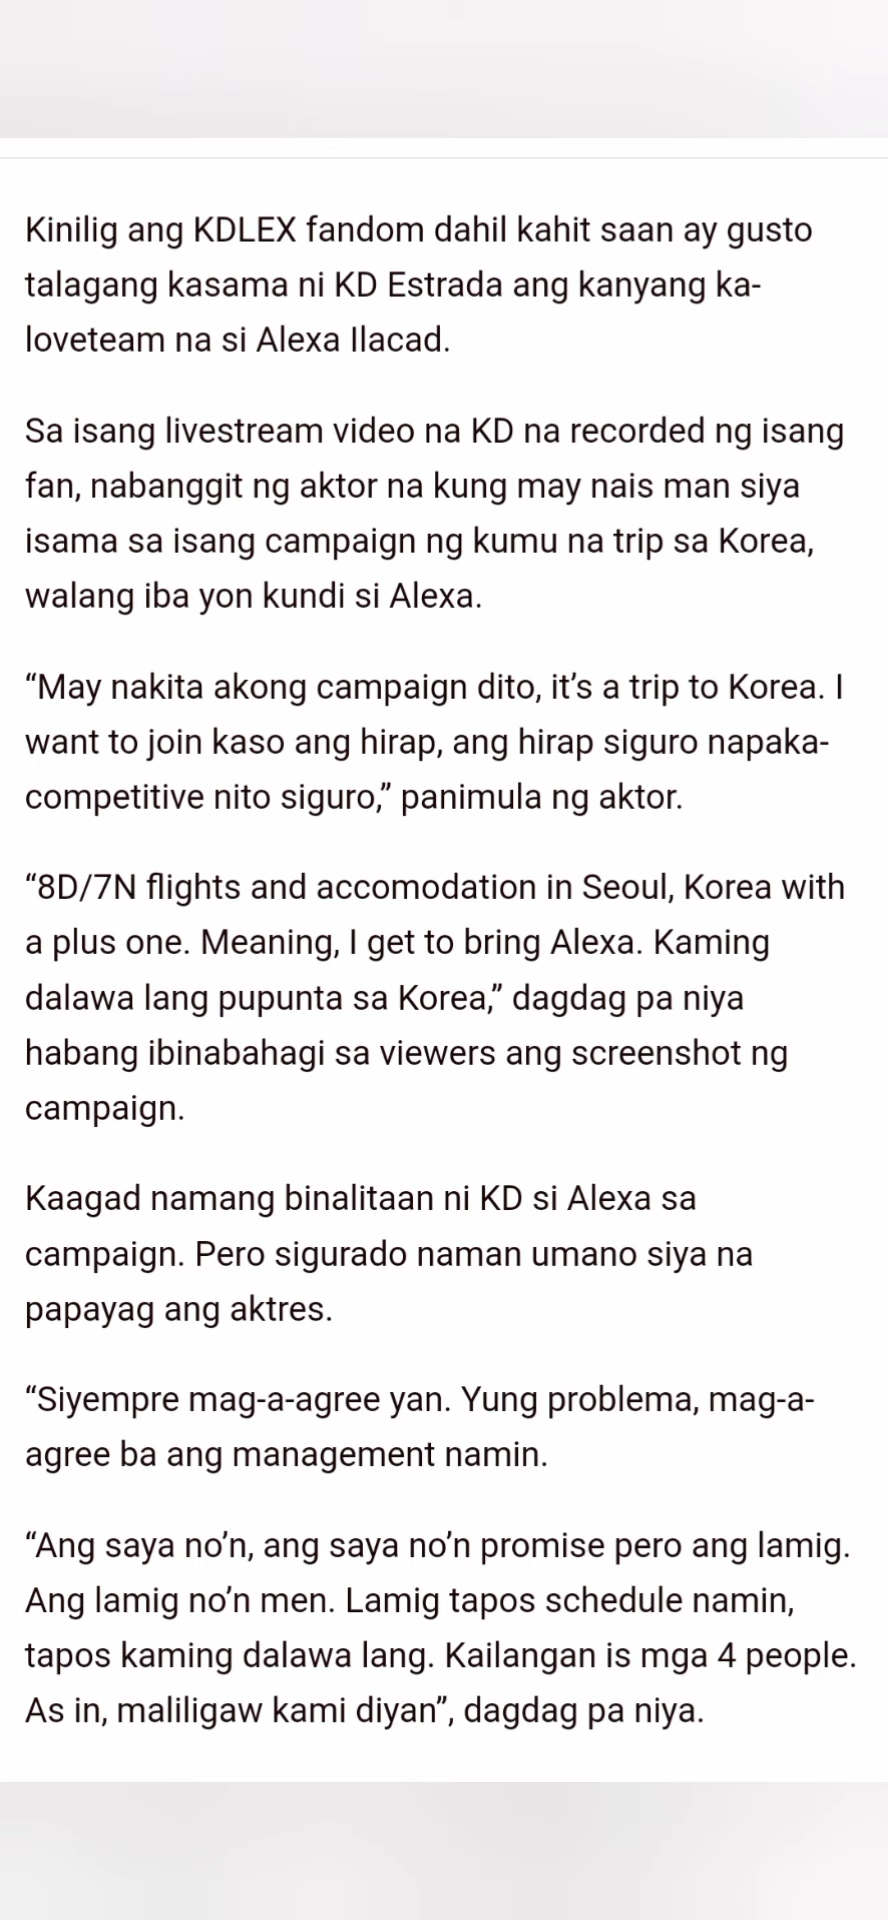 Kinilig ang KDLEX fandom dahil kahit saan ay gusto
talagang kasama ni KD Estrada ang kanyang ka-
loveteam na si Alexa Ilacad.
Sa isang livestream video na KD na recorded ng isang
fan, nabanggit ng aktor na kung may nais man siya
isama sa isang campaign ng kumu na trip sa Korea,
walang iba yon kundi si Alexa.
“May nakita akong campaign dito, it’s a trip to Korea. I
want to join kaso ang hirap, ang hirap siguro napaka-
competitive nito siguro,” panimula ng aktor.
“8D/7N flights and accomodation in Seoul, Korea with
a plus one. Meaning, I get to bring Alexa. Kaming
dalawa lang pupunta sa Korea,” dagdag pa niya
habang ibinabahagi sa viewers ang screenshot ng
campaign.
Kaagad namang binalitaan ni KD si Alexa sa
campaign. Pero sigurado naman umano siya na
papayag ang aktres.
“Siyempre mag-a-agree yan. Yung problema, mag-a-
agree ba ang management namin.
“Ang saya no’n, ang saya no’n promise pero ang lamig.
Ang lamig no’n men. Lamig tapos schedule namin,
tapos kaming dalawa lang. Kailangan is mga 4 people.
As in, maliligaw kami diyan”, dagdag pa niya.